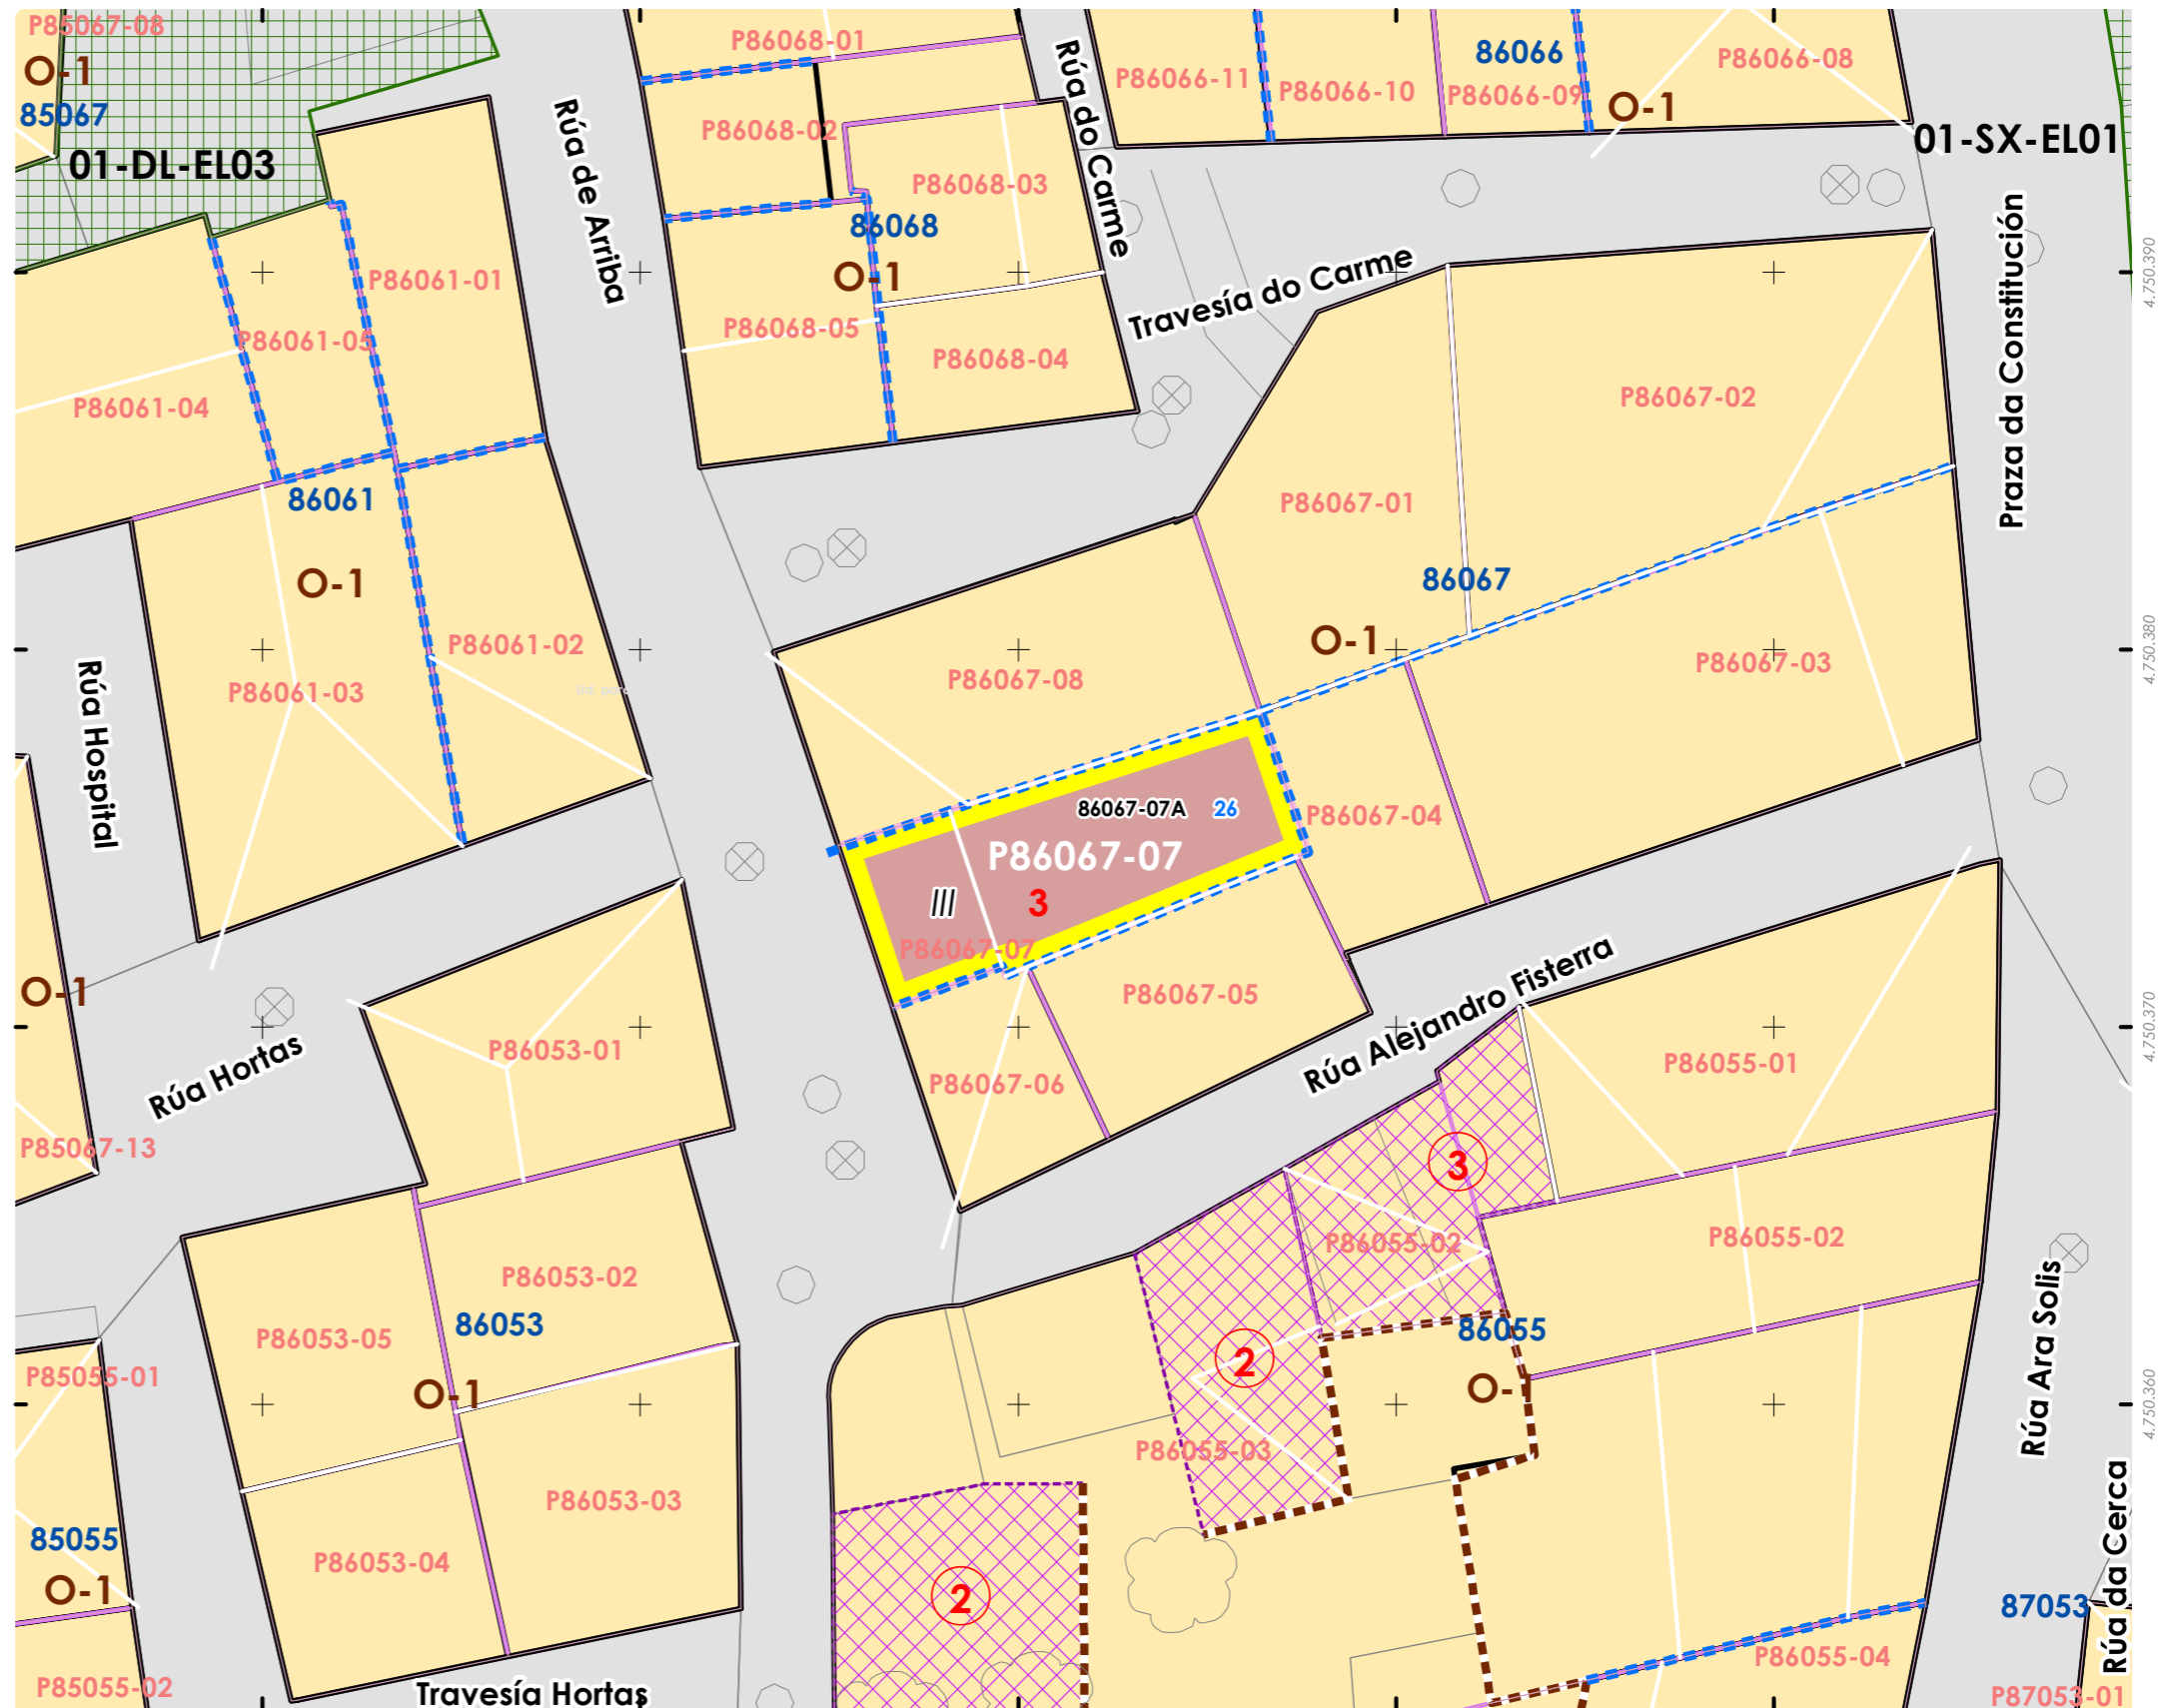 P85067-08
O-1
85067
01-DL-EL03
P86068-01
Rúa do Carme
P86066-11
P86066-10
86066
P86066-09
P86066-08
O-1
01-SX-EL01
Rúa de Arriba
P86068-02
P86068-03
86068
O-1
P86068-05
P86068-04
Travesía do Carme
Praza da Constitución
4.750.390
P86061-01
P86061-05
P86061-04
86061
O-1
P86061-02
P86061-03
Rúa Hospital
P86067-02
P86067-01
86067
O-1
P86067-03
4.750.380
P86067-08
86067-07A 26
P86067-07
III 3
P86067-07
P86067-04
P86067-05
P86067-06
Rúa Alejandro Fisterra
4.750.370
O-1
Rúa Hortas
P85067-13
P86053-01
P86053-02
86053
P86053-05
O-1
P86053-03
P86053-04
Travesía Hortas
P85055-01
85055
O-1
P85055-02
3
P86055-01
P86055-02
P86055-02
86055
O-1
2
P86055-03
2
Rúa Ara Solis
4.750.360
Rúa da Cerca
87053
P86055-04
P87053-01